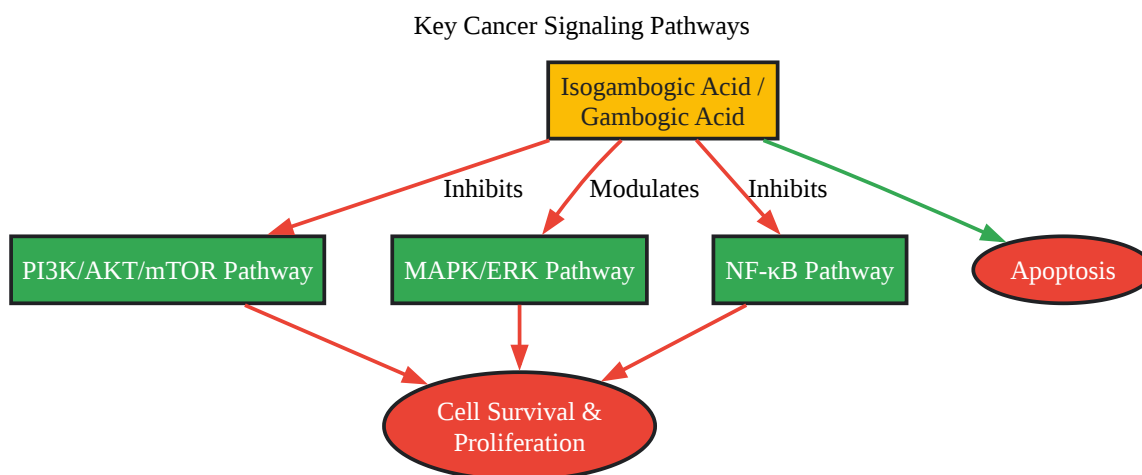 Key Cancer Signaling Pathways
Isogambogic Acid /
Gambogic Acid
Inhibits
Modulates
Inhibits
PI3K/AKT/mTOR Pathway
MAPK/ERK Pathway
NF-κB Pathway
Apoptosis
Cell Survival &
Proliferation